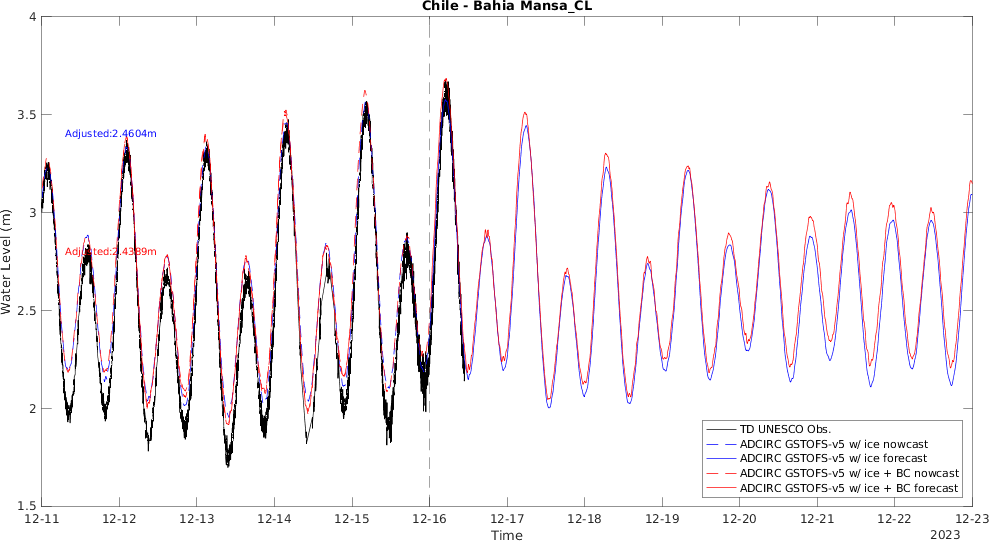 Chile - Bahia Mansa_CL
4
3.5
3
2.5
2
1.5
Water Level (m)
Adjusted:2.4604m
Adjusted:2.4389m
TD UNESCO Obs.
ADCIRC GSTOFS-v5 w/ ice nowcast
ADCIRC GSTOFS-v5 w/ ice forecast
ADCIRC GSTOFS-v5 w/ ice + BC nowcast
ADCIRC GSTOFS-v5 w/ ice + BC forecast
12-11 12-12 12-13 12-14 12-15 12-16 12-17 12-18 12-19 12-20 12-21 12-22 12-23
Time
2023